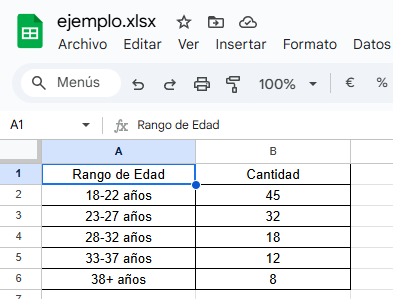 ejemplo.xlsx
Archivo Editar Ver Insertar Formato Datos
Menús 100% € %
A1 fx Rango de Edad
A B
1 Rango de Edad Cantidad
2 18-22 años 45
3 23-27 años 32
4 28-32 años 18
5 33-37 años 12
6 38+ años 8
7